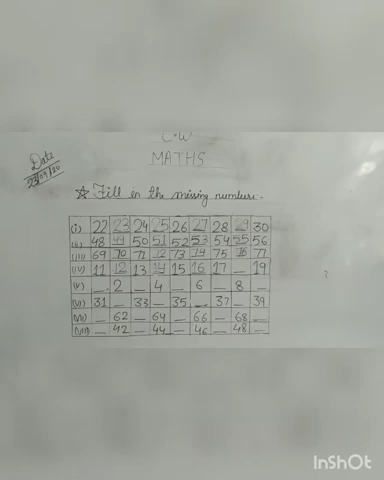 C.W
MATHS
Date
23/09/20
☆ Fill in the missing numbers.
(i) 22 23 24 25 26 27 28 29 30
(ii) 48 49 50 51 52 53 54 55 56
(iii) 69 70 71 72 73 74 75 76 77
(iv) 11 12 13 14 15 16 17 _ 19
(v) _ 2 _ 4 _ 6 _ 8 _
(vi) 31 _ 33 _ 35 _ 37 _ 39
(vii) _ 62 _ 64 _ 66 _ 68 _
(viii) _ 42 _ 44 _ 46 _ 48 _
?
InShOt